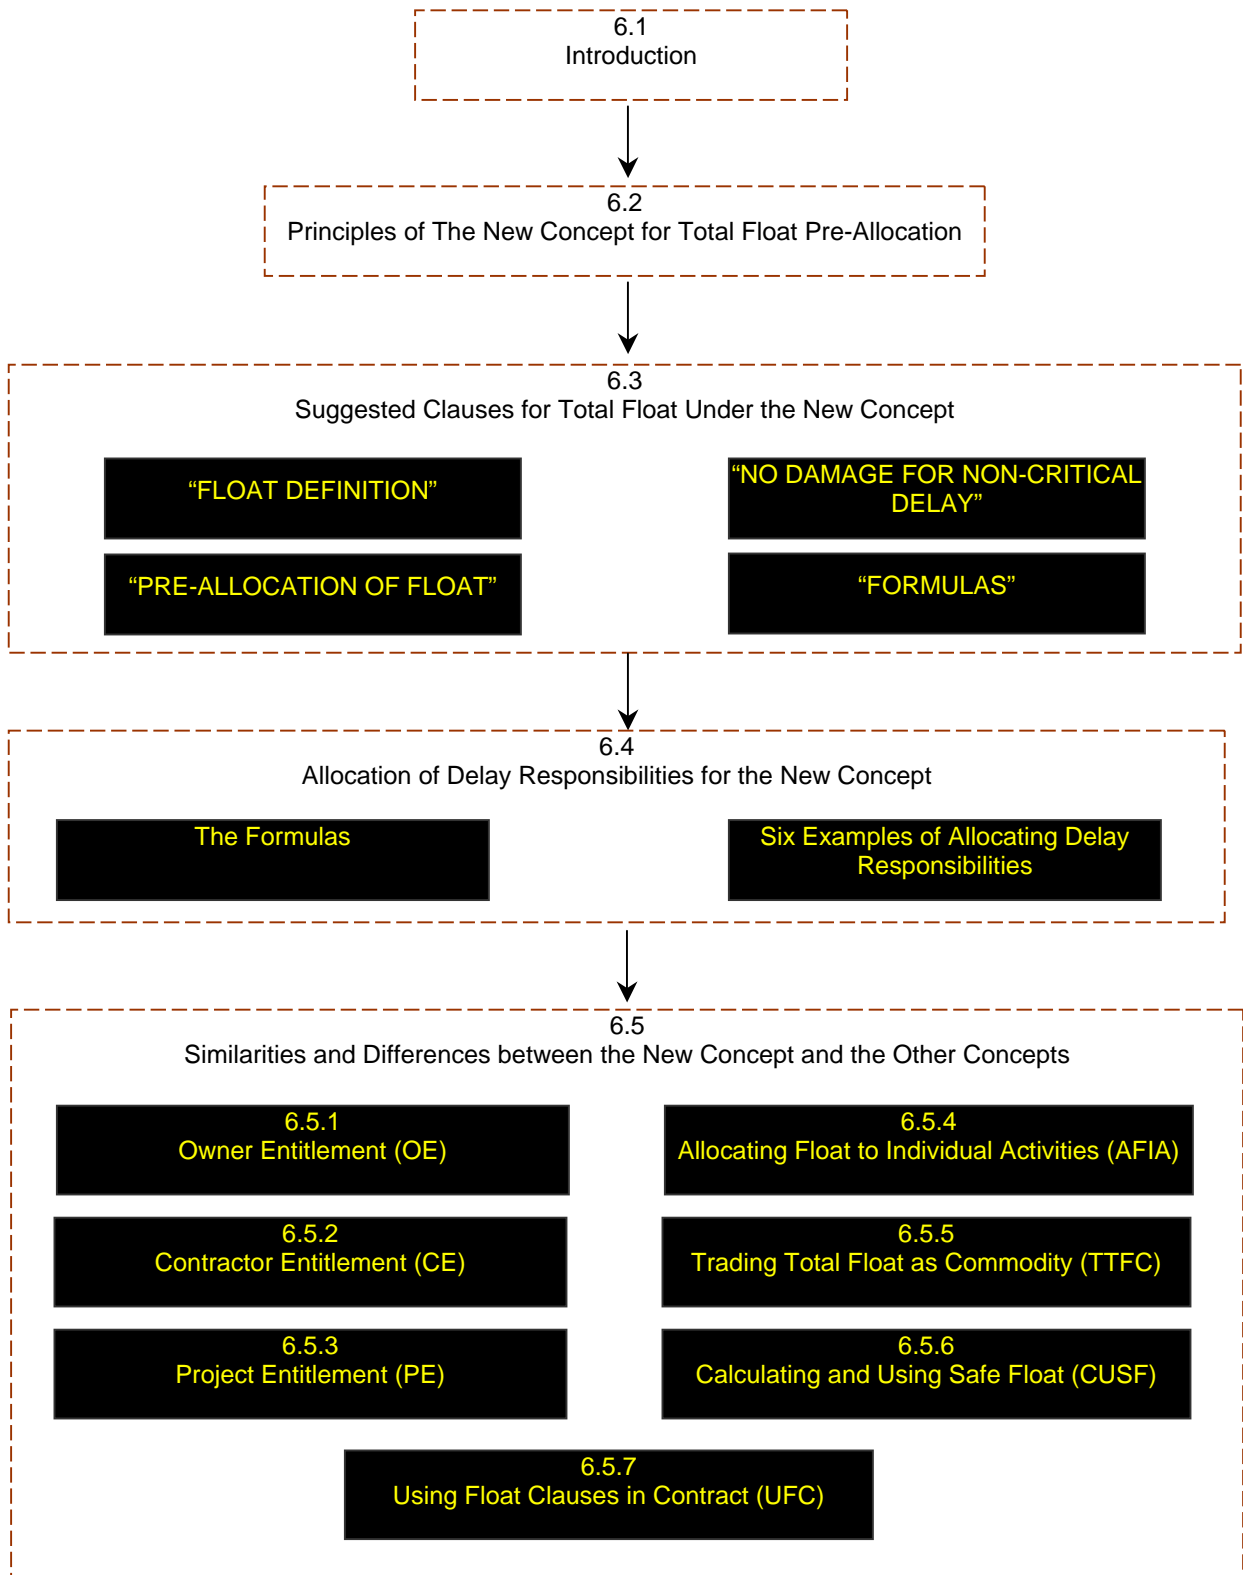 6.1
Introduction
6.2
Principles of The New Concept for Total Float Pre-Allocation
6.3
Suggested Clauses for Total Float Under the New Concept
“FLOAT DEFINITION”
“NO DAMAGE FOR NON-CRITICAL
DELAY”
“PRE-ALLOCATION OF FLOAT”
“FORMULAS”
6.4
Allocation of Delay Responsibilities for the New Concept
The Formulas
Six Examples of Allocating Delay
Responsibilities
6.5
Similarities and Differences between the New Concept and the Other Concepts
6.5.1
Owner Entitlement (OE)
6.5.2
Contractor Entitlement (CE)
6.5.3
Project Entitlement (PE)
6.5.4
Allocating Float to Individual Activities (AFIA)
6.5.5
Trading Total Float as Commodity (TTFC)
6.5.6
Calculating and Using Safe Float (CUSF)
6.5.7
Using Float Clauses in Contract (UFC)